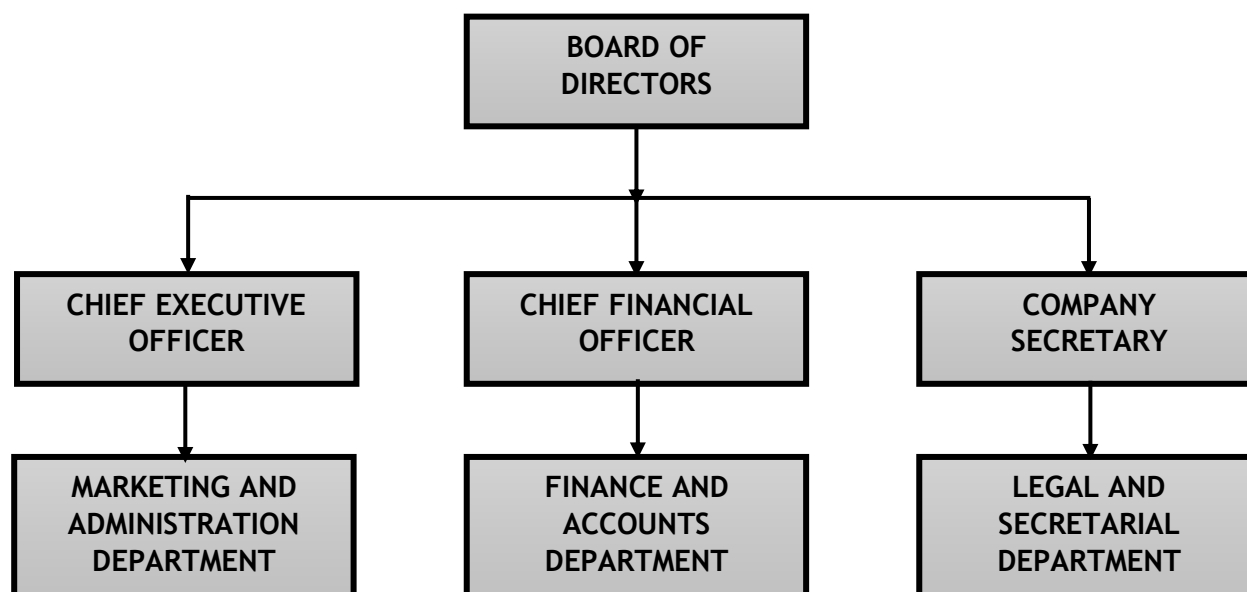 BOARD OF
DIRECTORS
CHIEF EXECUTIVE
OFFICER
CHIEF FINANCIAL
OFFICER
COMPANY
SECRETARY
MARKETING AND
ADMINISTRATION
DEPARTMENT
FINANCE AND
ACCOUNTS
DEPARTMENT
LEGAL AND
SECRETARIAL
DEPARTMENT